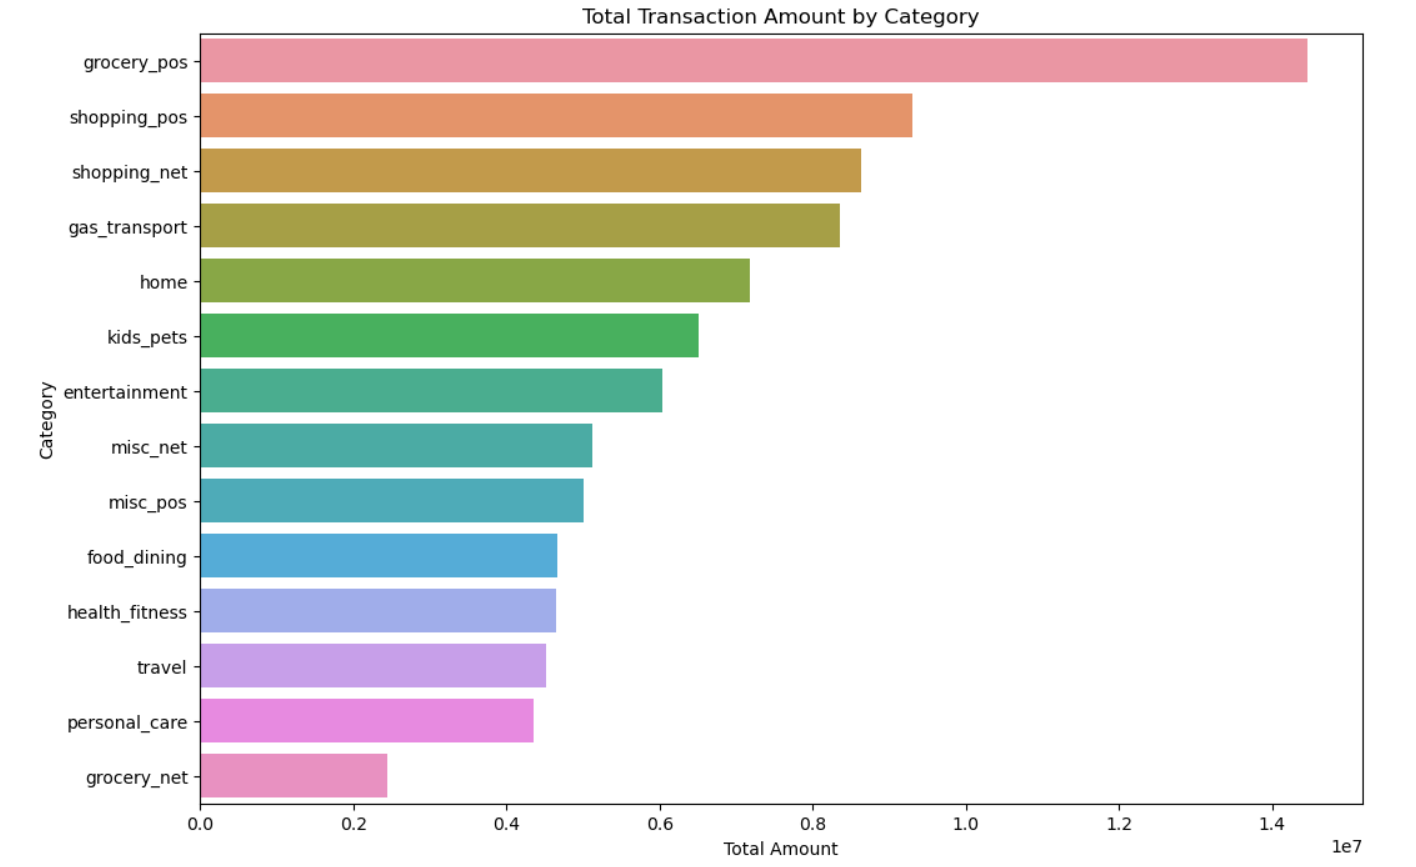 Total Transaction Amount by Category
grocery_pos
shopping_pos
shopping_net
gas_transport
home
kids_pets
entertainment
misc_net
misc_pos
food_dining
health_fitness
travel
personal_care
grocery_net
Category
0.0 0.2 0.4 0.6 0.8 1.0 1.2 1.4
1e7
Total Amount